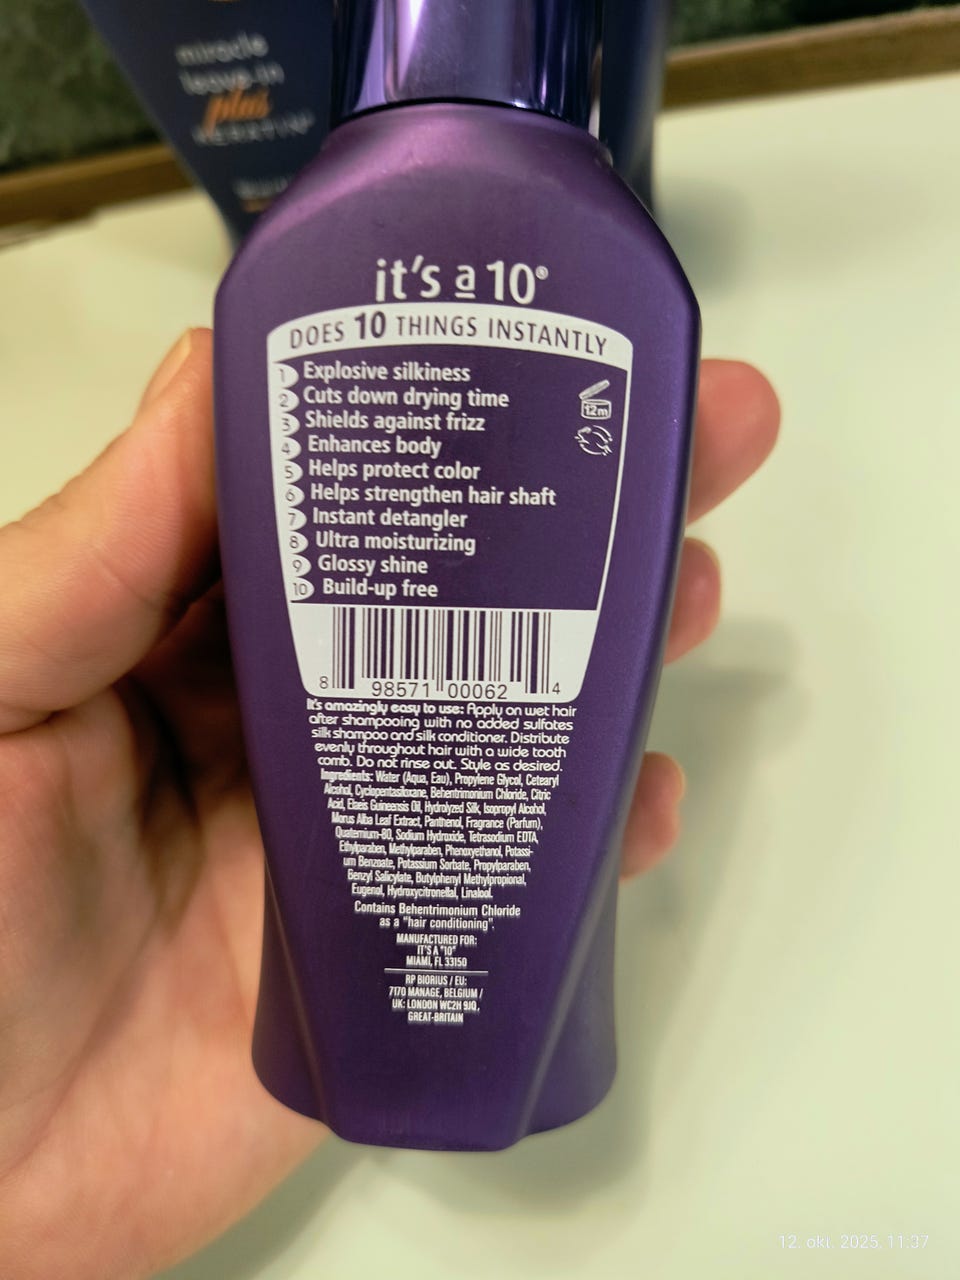 miracle
leave-in
plus
KERATIN
it's a 10®
DOES 10 THINGS INSTANTLY
1 Explosive silkiness
2 Cuts down drying time
3 Shields against frizz
4 Enhances body
5 Helps protect color
6 Helps strengthen hair shaft
7 Instant detangler
8 Ultra moisturizing
9 Glossy shine
10 Build-up free
12m
8 98571 00062 4
It's amazingly easy to use: Apply on wet hair
after shampooing with no added sulfates
silk shampoo and silk conditioner. Distribute
evenly throughout hair with a wide tooth
comb. Do not rinse out. Style as desired.
Ingredients: Water (Aqua, Eau), Propylene Glycol, Cetearyl
Alcohol, Cyclopentasiloxane, Behentrimonium Chloride, Citric
Acid, Elaeis Guineensis Oil, Hydrolyzed Silk, Isopropyl Alcohol,
Morus Alba Leaf Extract, Panthenol, Fragrance (Parfum),
Quaternium-80, Sodium Hydroxide, Tetrasodium EDTA,
Ethylparaben, Methylparaben, Phenoxyethanol, Potassi-
um Benzoate, Potassium Sorbate, Propylparaben,
Benzyl Salicylate, Butylphenyl Methylpropional,
Eugenol, Hydroxycitronellal, Linalool.
Contains Behentrimonium Chloride
as a "hair conditioning".
MANUFACTURED FOR:
IT'S A "10"
MIAMI, FL 33150
RP BIORIUS / EU:
7170 MANAGE, BELGIUM /
UK: LONDON WC2H 9JQ,
GREAT-BRITAIN
12. oki. 2025, 11:37